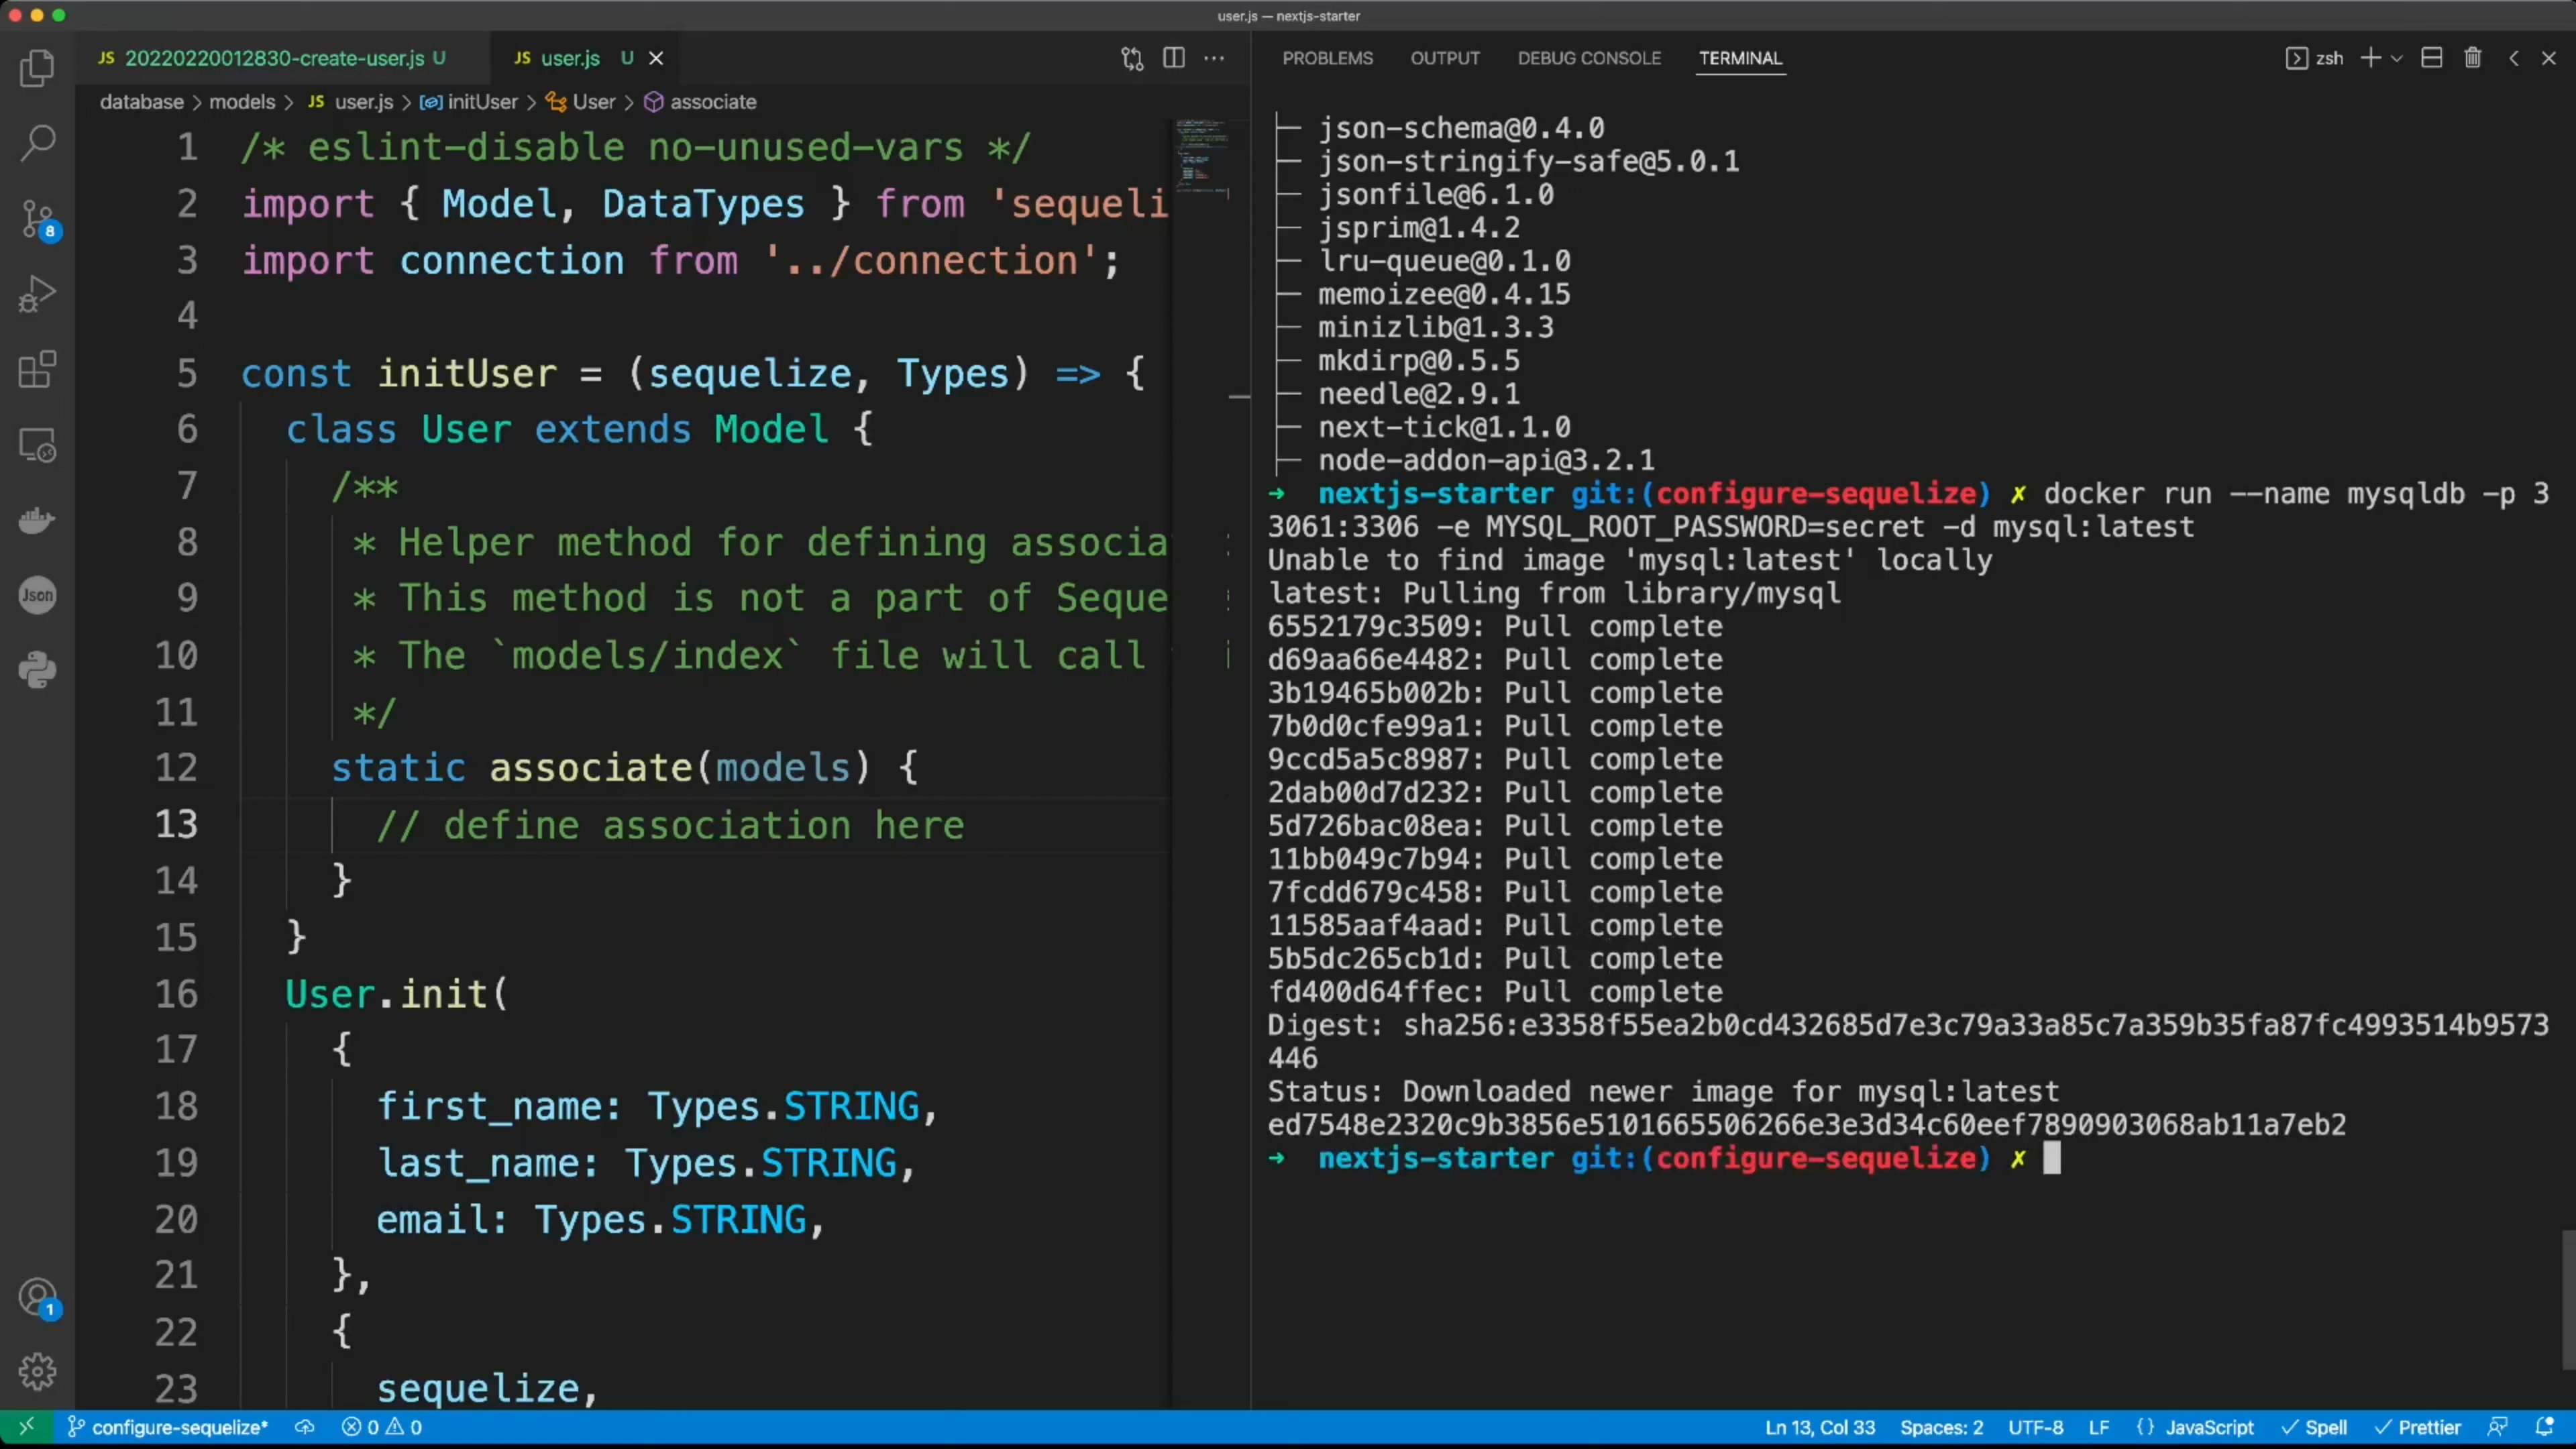 user.js — nextjs-starter
JS 20220220012830-create-user.js U
JS user.js U
database > models > JS user.js > initUser > User > associate
1 /* eslint-disable no-unused-vars */
2 import { Model, DataTypes } from 'sequeli
3 import connection from '../connection';
4
5 const initUser = (sequelize, Types) => {
6 class User extends Model {
7 /**
8 * Helper method for defining associa
9 * This method is not a part of Seque
10 * The `models/index` file will call
11 */
12 static associate(models) {
13 // define association here
14 }
15 }
16 User.init(
17 {
18 first_name: Types.STRING,
19 last_name: Types.STRING,
20 email: Types.STRING,
21 },
22 {
23 sequelize,
8
Json
1
PROBLEMS OUTPUT DEBUG CONSOLE TERMINAL
zsh
├─ json-schema@0.4.0
├─ json-stringify-safe@5.0.1
├─ jsonfile@6.1.0
├─ jsprim@1.4.2
├─ lru-queue@0.1.0
├─ memoizee@0.4.15
├─ minizlib@1.3.3
├─ mkdirp@0.5.5
├─ needle@2.9.1
├─ next-tick@1.1.0
├─ node-addon-api@3.2.1
➜ nextjs-starter git:(configure-sequelize) ✗ docker run --name mysqldb -p 3
3061:3306 -e MYSQL_ROOT_PASSWORD=secret -d mysql:latest
Unable to find image 'mysql:latest' locally
latest: Pulling from library/mysql
6552179c3509: Pull complete
d69aa66e4482: Pull complete
3b19465b002b: Pull complete
7b0d0cfe99a1: Pull complete
9ccd5a5c8987: Pull complete
2dab00d7d232: Pull complete
5d726bac08ea: Pull complete
11bb049c7b94: Pull complete
7fcdd679c458: Pull complete
11585aaf4aad: Pull complete
5b5dc265cb1d: Pull complete
fd400d64ffec: Pull complete
Digest: sha256:e3358f55ea2b0cd432685d7e3c79a33a85c7a359b35fa87fc4993514b9573
446
Status: Downloaded newer image for mysql:latest
ed7548e2320c9b3856e5101665506266e3e3d34c60eef7890903068ab11a7eb2
➜ nextjs-starter git:(configure-sequelize) ✗
configure-sequelize* 0 0
Ln 13, Col 33 Spaces: 2 UTF-8 LF {} JavaScript ✓ Spell ✓ Prettier